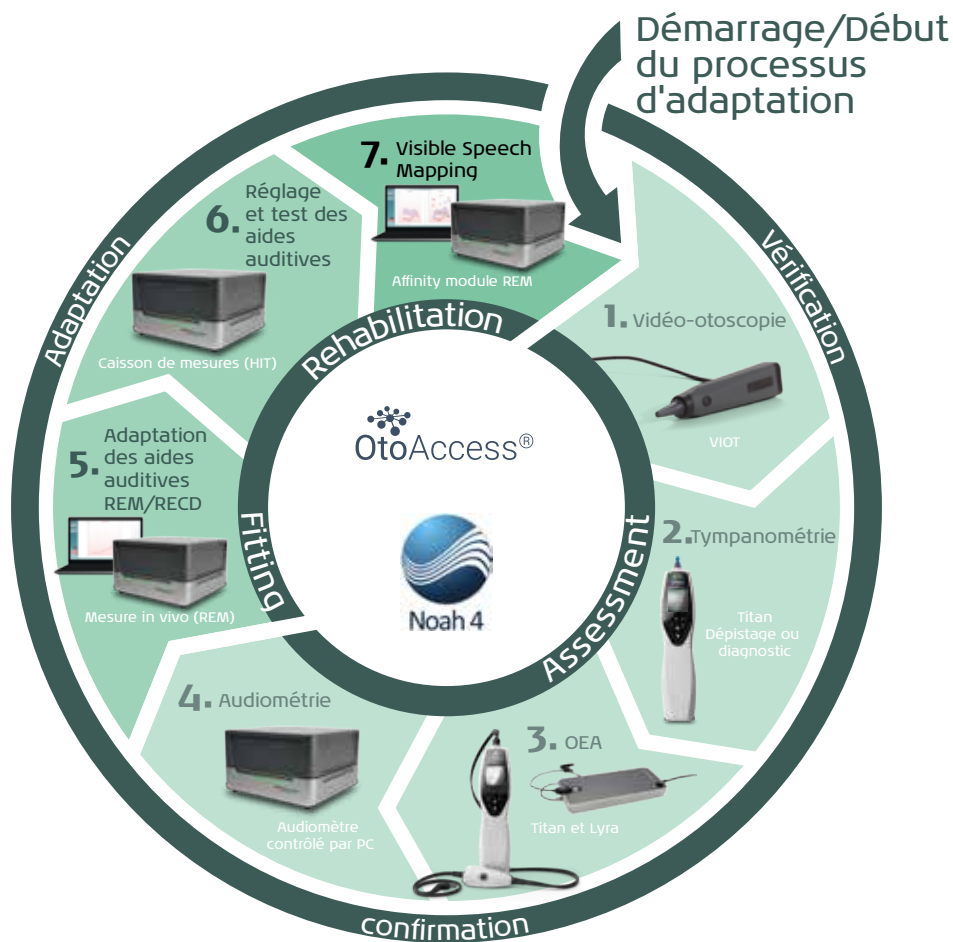 Démarrage/Début
du processus
d'adaptation
Vérification
Adaptation
confirmation
Rehabilitation
Assessment
Fitting
OtoAccess®
Noah 4
1. Vidéo-otoscopie
VIOT
2. Tympanométrie
Titan
Dépistage ou
diagnostic
3. OEA
Titan et Lyra
4. Audiométrie
Audiomètre
contrôlé par PC
5. Adaptation
des aides
auditives
REM/RECD
Mesure in vivo (REM)
6. Réglage
et test des
aides
auditives
Caisson de mesures (HIT)
7. Visible Speech
Mapping
Affinity module REM